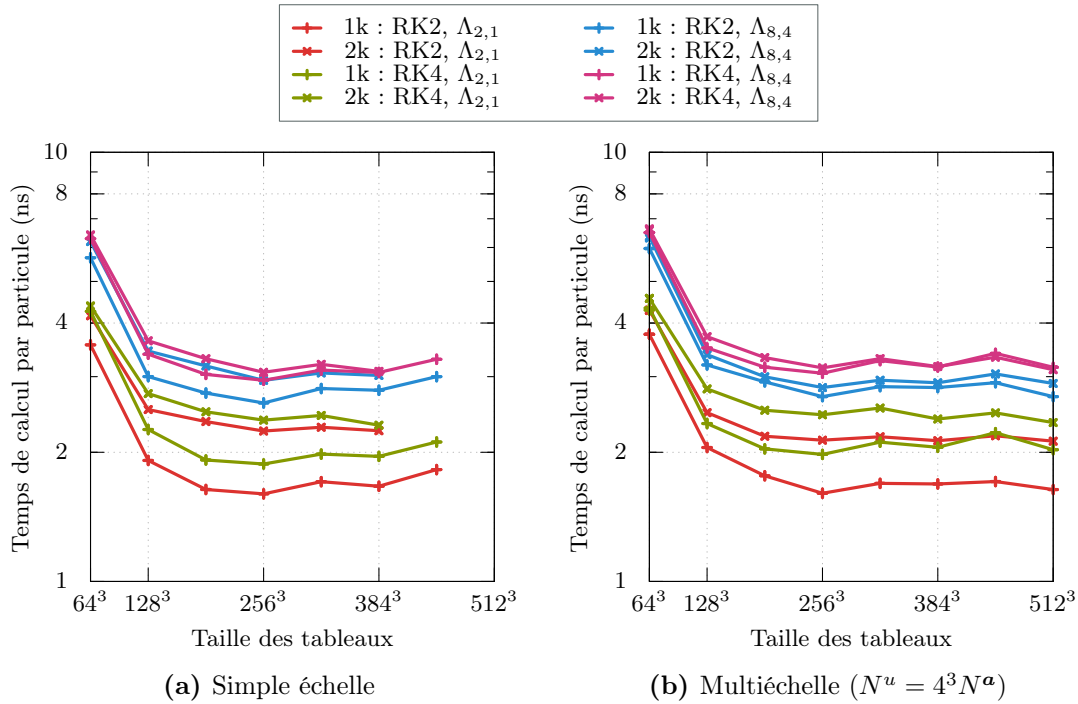 1k : RK2, Λ2,1
2k : RK2, Λ2,1
1k : RK4, Λ2,1
2k : RK4, Λ2,1
1k : RK2, Λ8,4
2k : RK2, Λ8,4
1k : RK4, Λ8,4
2k : RK4, Λ8,4
Temps de calcul par particule (ns)
10
8
4
2
1
64³ 128³ 256³ 384³ 512³
Taille des tableaux
(a) Simple échelle
Temps de calcul par particule (ns)
10
8
4
2
1
64³ 128³ 256³ 384³ 512³
Taille des tableaux
(b) Multiéchelle (Nᵘ = 4³Nᵃ)